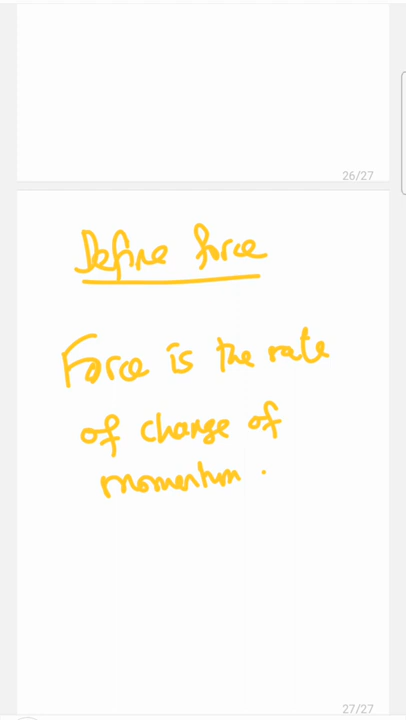 26/27
Define force
Force is the rate
of change of
momentum.
27/27